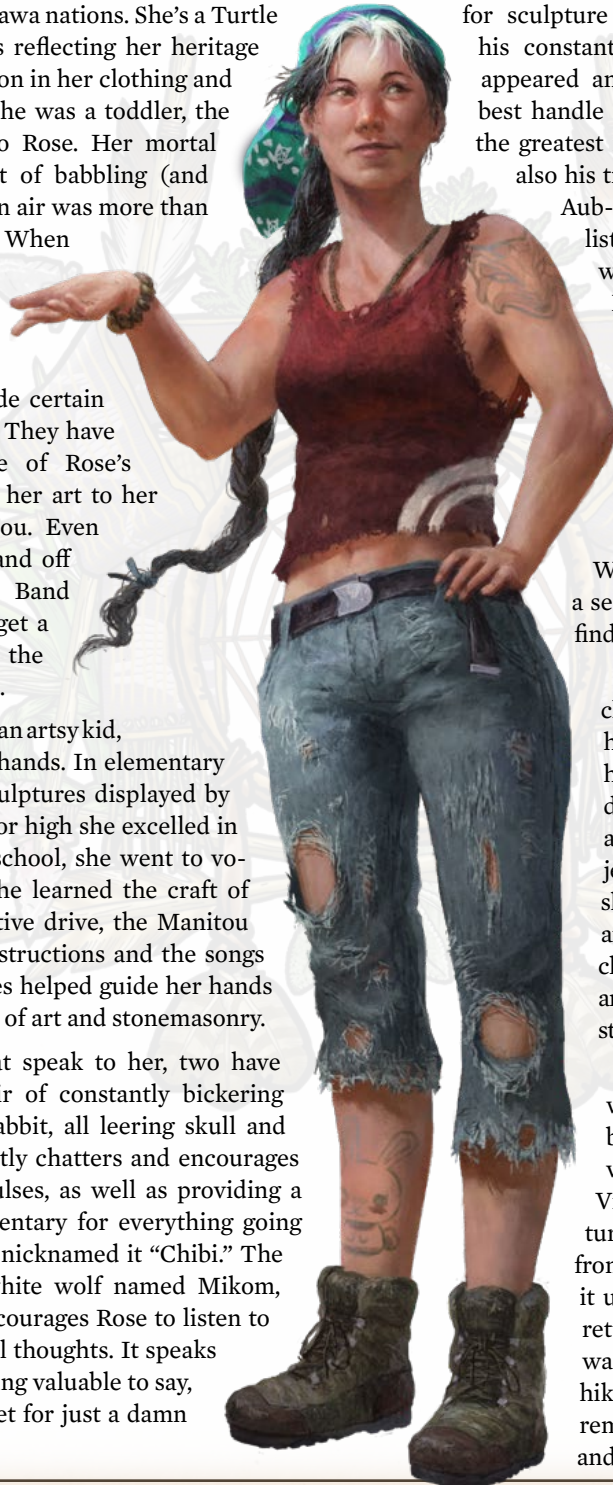 awa nations. She’s a Turtle
s reflecting her heritage
on in her clothing and
he was a toddler, the
o Rose. Her mortal
t of babbling (and
n air was more than
When
de certain
They have
e of Rose’s
her art to her
ou. Even
and off
Band
get a
the
.
an artsy kid,
hands. In elementary
ulptures displayed by
or high she excelled in
school, she went to vo-
he learned the craft of
tive drive, the Manitou
structions and the songs
es helped guide her hands
of art and stonemasonry.
nt speak to her, two have
ir of constantly bickering
abbit, all leering skull and
tly chatters and encourages
ulses, as well as providing a
entary for everything going
nicknamed it “Chibi.” The
hite wolf named Mikom,
courages Rose to listen to
l thoughts. It speaks
ng valuable to say,
et for just a damn
for sculpture
his constant
appeared an
best handle
the greatest
also his t
Aub-
list
w
W
a se
find
c
h
h
d
a
j
s
a
c
a
st
w
b
v
V
tu
fron
it u
ret
wa
hik
ren
and